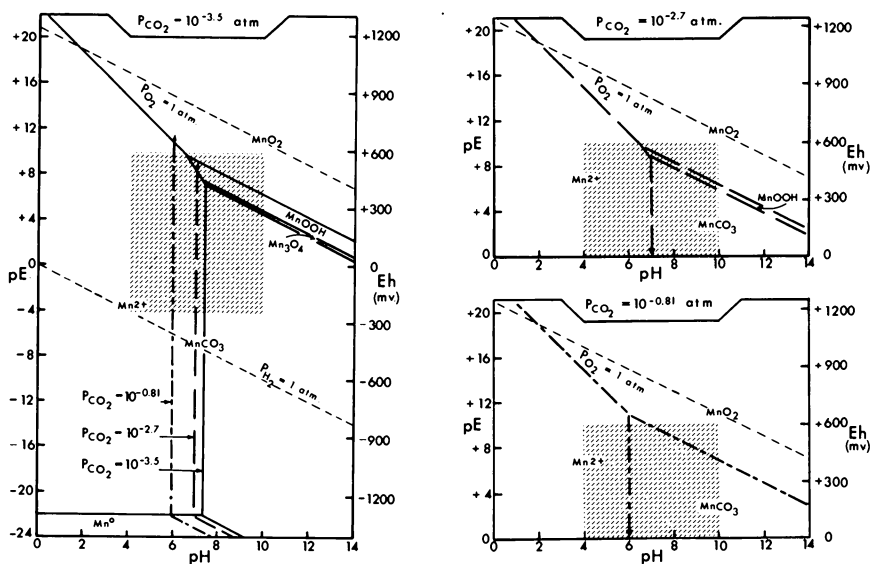 P_CO2 = 10^-3.5 atm
+20
+16
+12
+8
+4
0
-4
-8
-12
-16
-20
-24
pE
+1200
+900
+600
+300
0
-300
-600
-900
-1200
Eh
(mv)
P_O2 = 1 atm
MnO2
MnOOH
Mn3O4
Mn2+
MnCO3
P_H2 = 1 atm
P_CO2 = 10^-0.81
P_CO2 = 10^-2.7
P_CO2 = 10^-3.5
Mn°
0 2 4 6 8 10 12 14
pH
P_CO2 = 10^-2.7 atm.
+20
+16
+12
+8
+4
0
pE
+1200
+900
+600
+300
0
Eh
(mv)
P_O2 = 1 atm
MnO2
Mn2+
MnOOH
MnCO3
0 2 4 6 8 10 12 14
pH
P_CO2 = 10^-0.81 atm
+20
+16
+12
+8
+4
0
pE
+1200
+900
+600
+300
0
Eh
(mv)
P_O2 = 1 atm
MnO2
Mn2+
MnCO3
0 2 4 6 8 10 12 14
pH